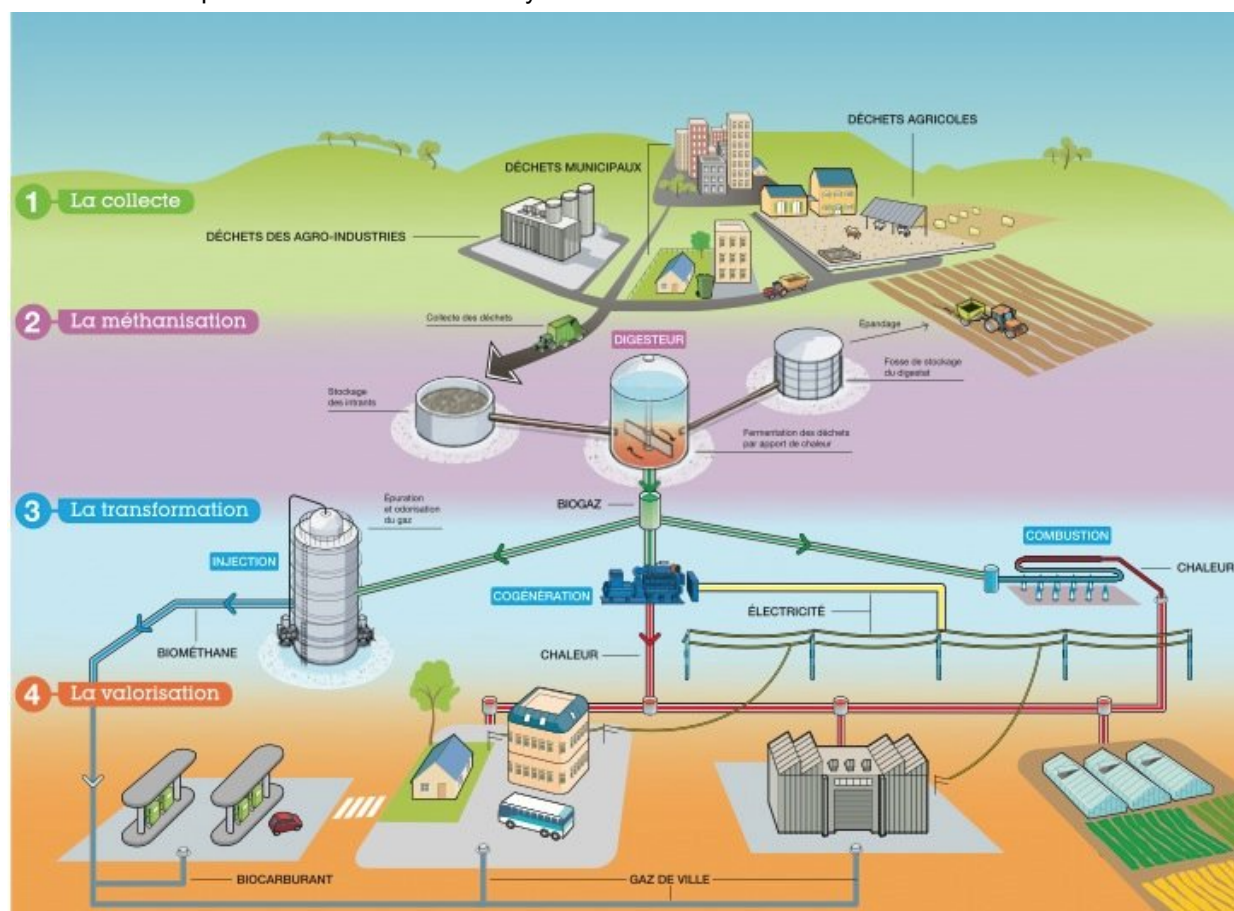 DÉCHETS AGRICOLES
DÉCHETS MUNICIPAUX
1 La collecte
DÉCHETS DES AGRO-INDUSTRIES
2 La méthanisation
Collecte des déchets
DIGESTEUR
Epandage
Fosse de stockage
du digestat
Stockage
des intrants
Fermentation des déchets
par apport de chaleur
3 La transformation
Épuration
et odorisation
du gaz
BIOGAZ
INJECTION
COMBUSTION
CHALEUR
COGÉNÉRATION
ÉLECTRICITÉ
BIOMÉTHANE
CHALEUR
4 La valorisation
BIOCARBURANT
GAZ DE VILLE